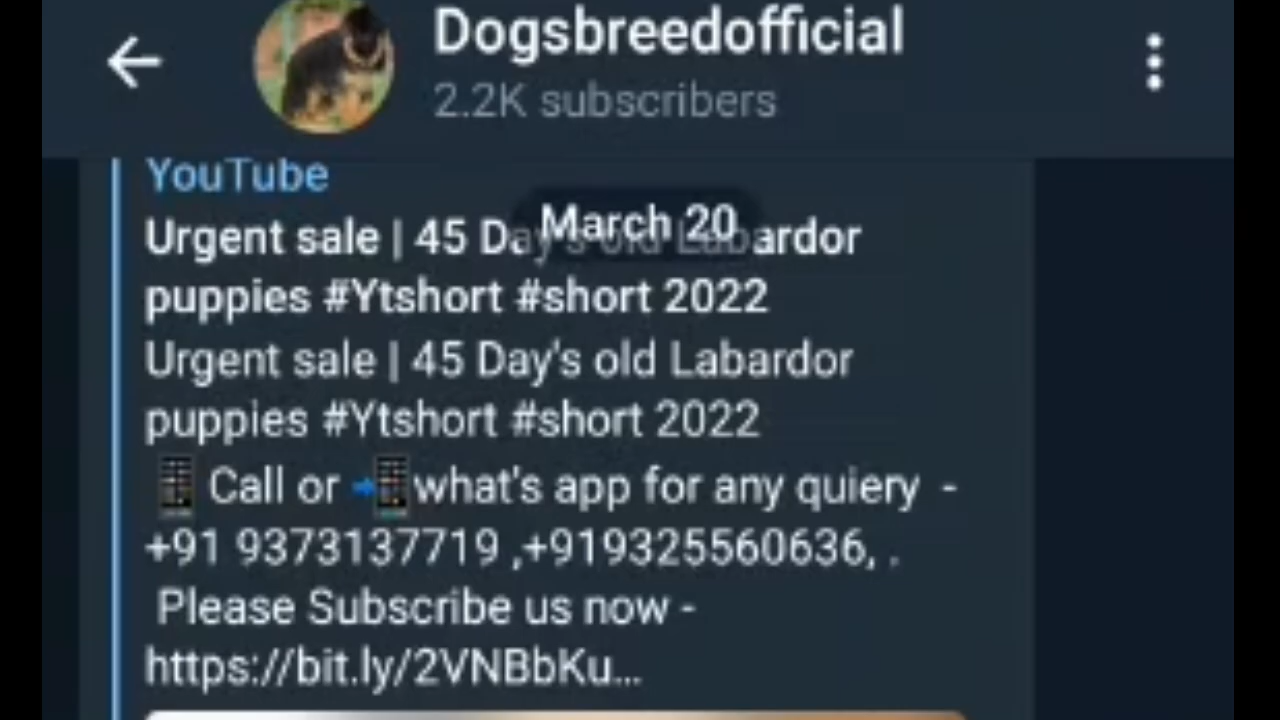 Dogsbreedofficial
2.2K subscribers
YouTube
March 20
Urgent sale | 45 Day's old Labardor
puppies #Ytshort #short 2022
Urgent sale | 45 Day's old Labardor
puppies #Ytshort #short 2022
Call or what's app for any quiery -
+91 9373137719 ,+919325560636, .
Please Subscribe us now -
https://bit.ly/2VNBbKu...